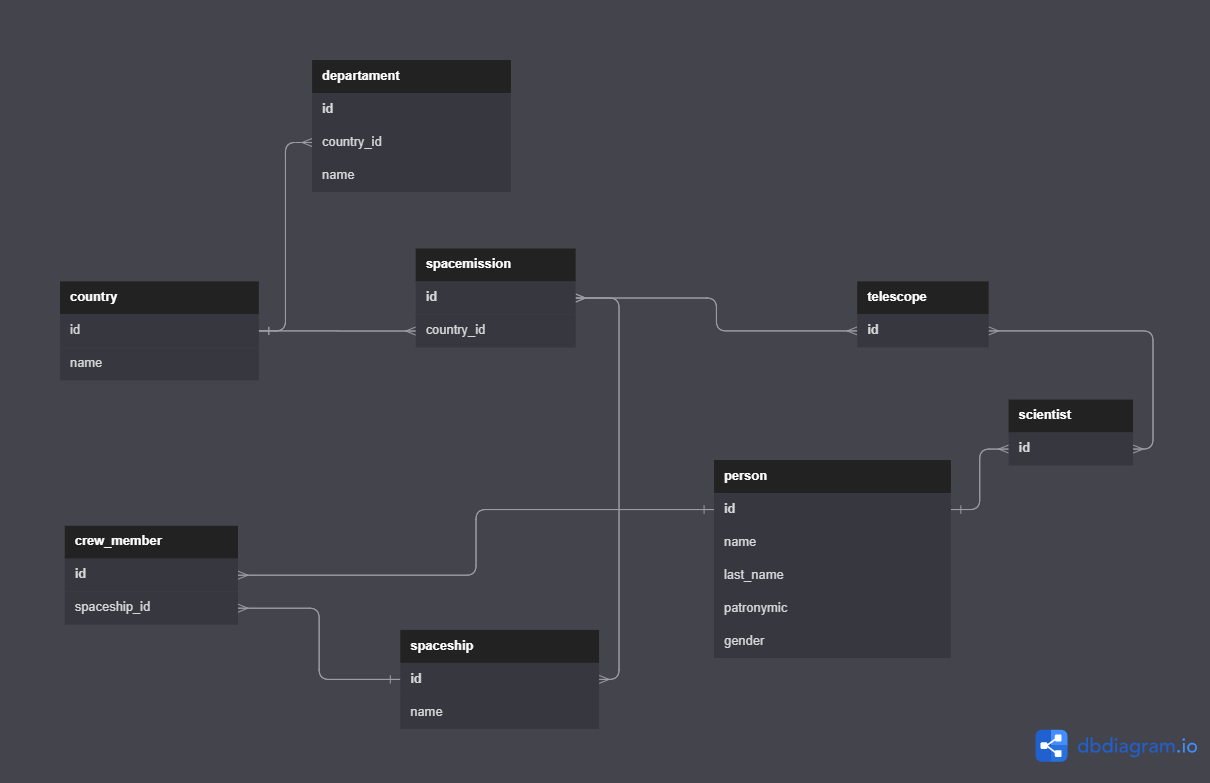 departament
id
country_id
name
spacemission
id
country_id
country
id
name
telescope
id
scientist
id
person
id
name
last_name
patronymic
gender
crew_member
id
spaceship_id
spaceship
id
name
dbdiagram.io